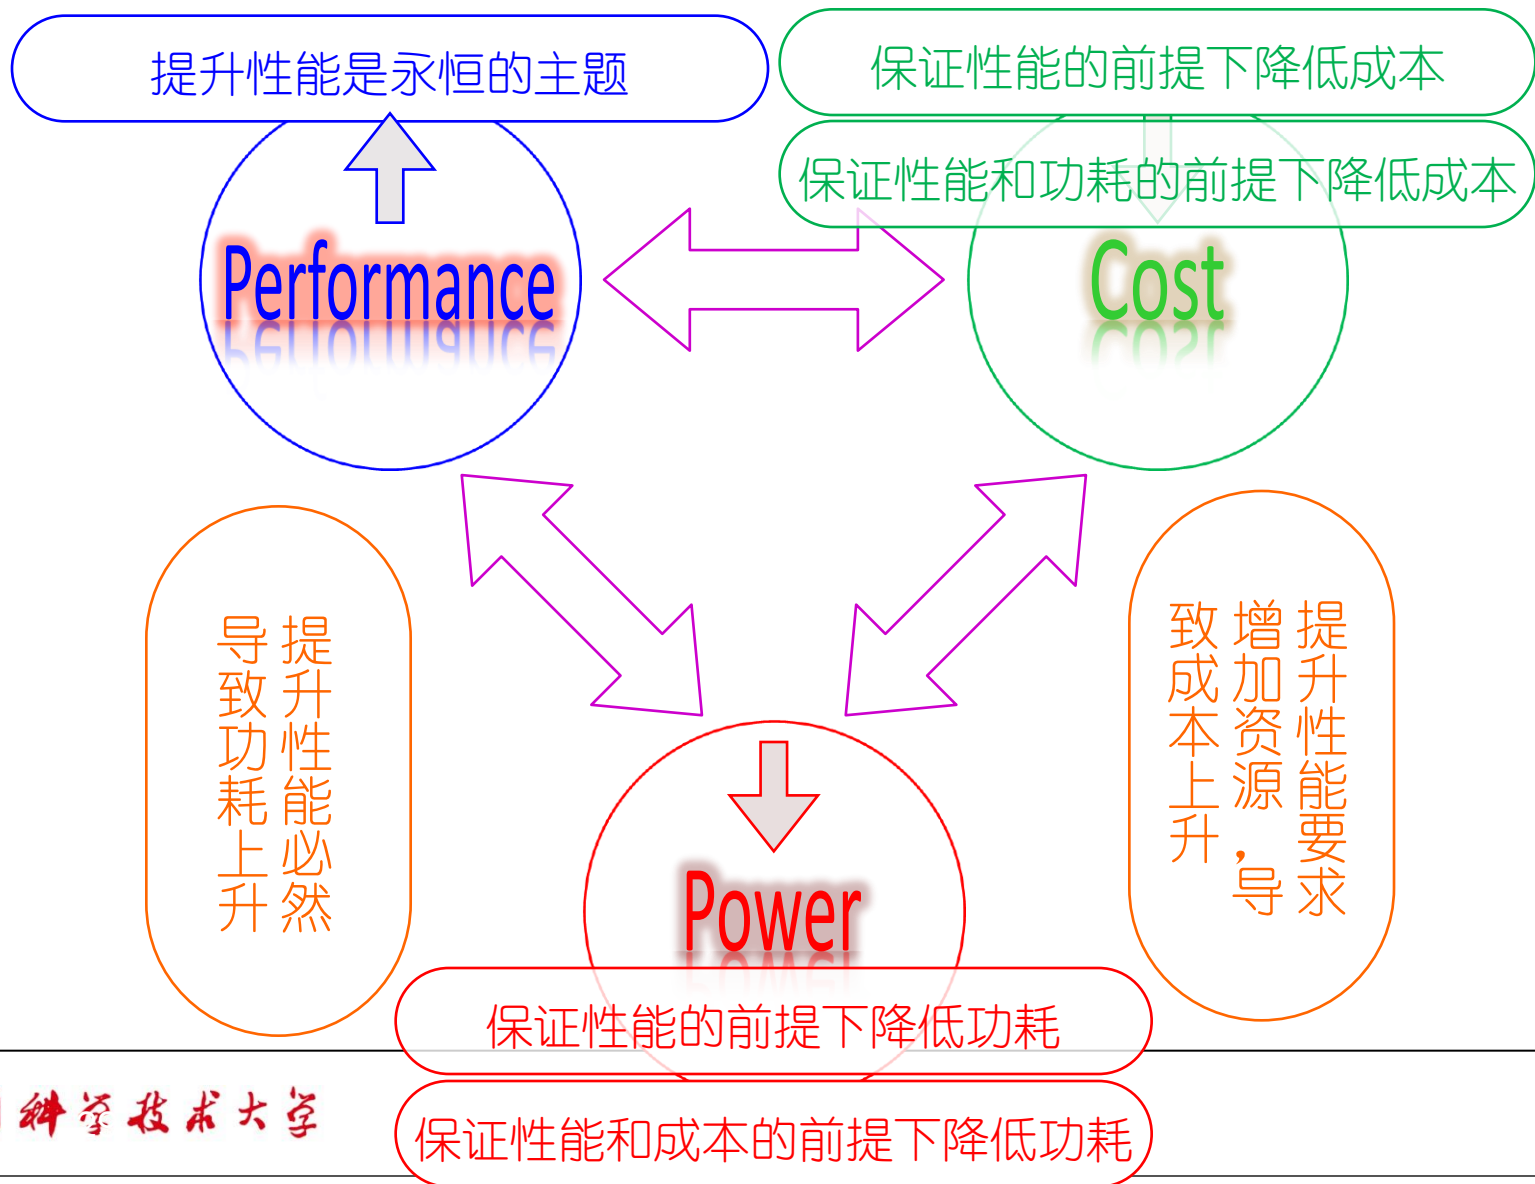 提升性能是永恒的主题
保证性能的前提下降低成本
保证性能和功耗的前提下降低成本
Performance
Cost
提升性能必然
导致功耗上升
提升性能要求
增加资源，导
致成本上升
Power
保证性能的前提下降低功耗
科学技术大学
保证性能和成本的前提下降低功耗